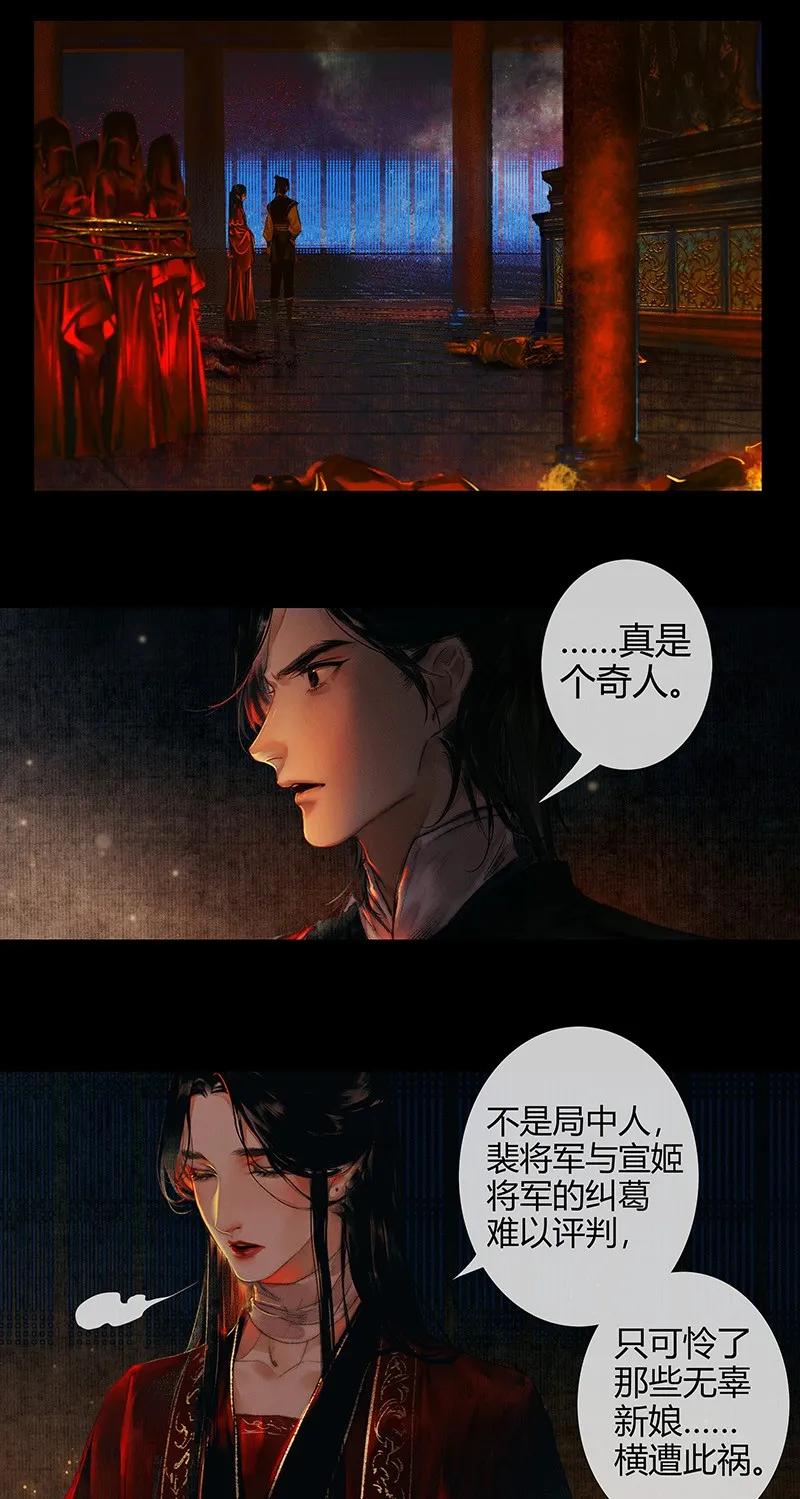 ……真是
个奇人。
不是局中人，
裴将军与宣姬
将军的纠葛
难以评判，
只可怜了
那些无辜
新娘……
横遭此祸。